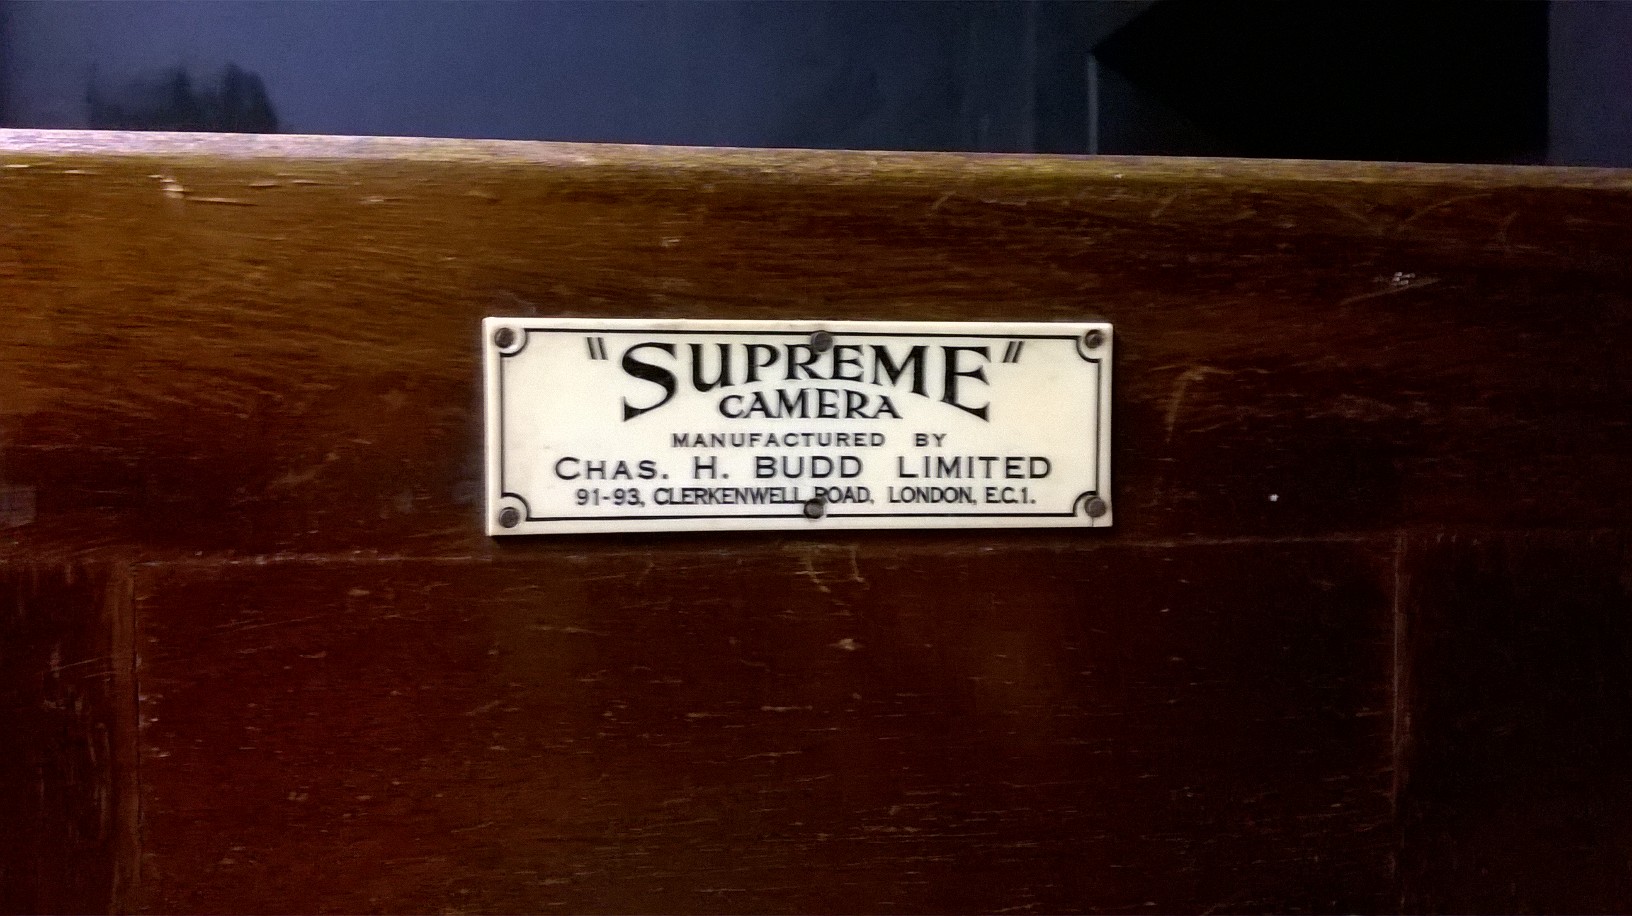 "SUPREME"
CAMERA
MANUFACTURED BY
CHAS. H. BUDD LIMITED
91-93, CLERKENWELL ROAD, LONDON, E.C.1.